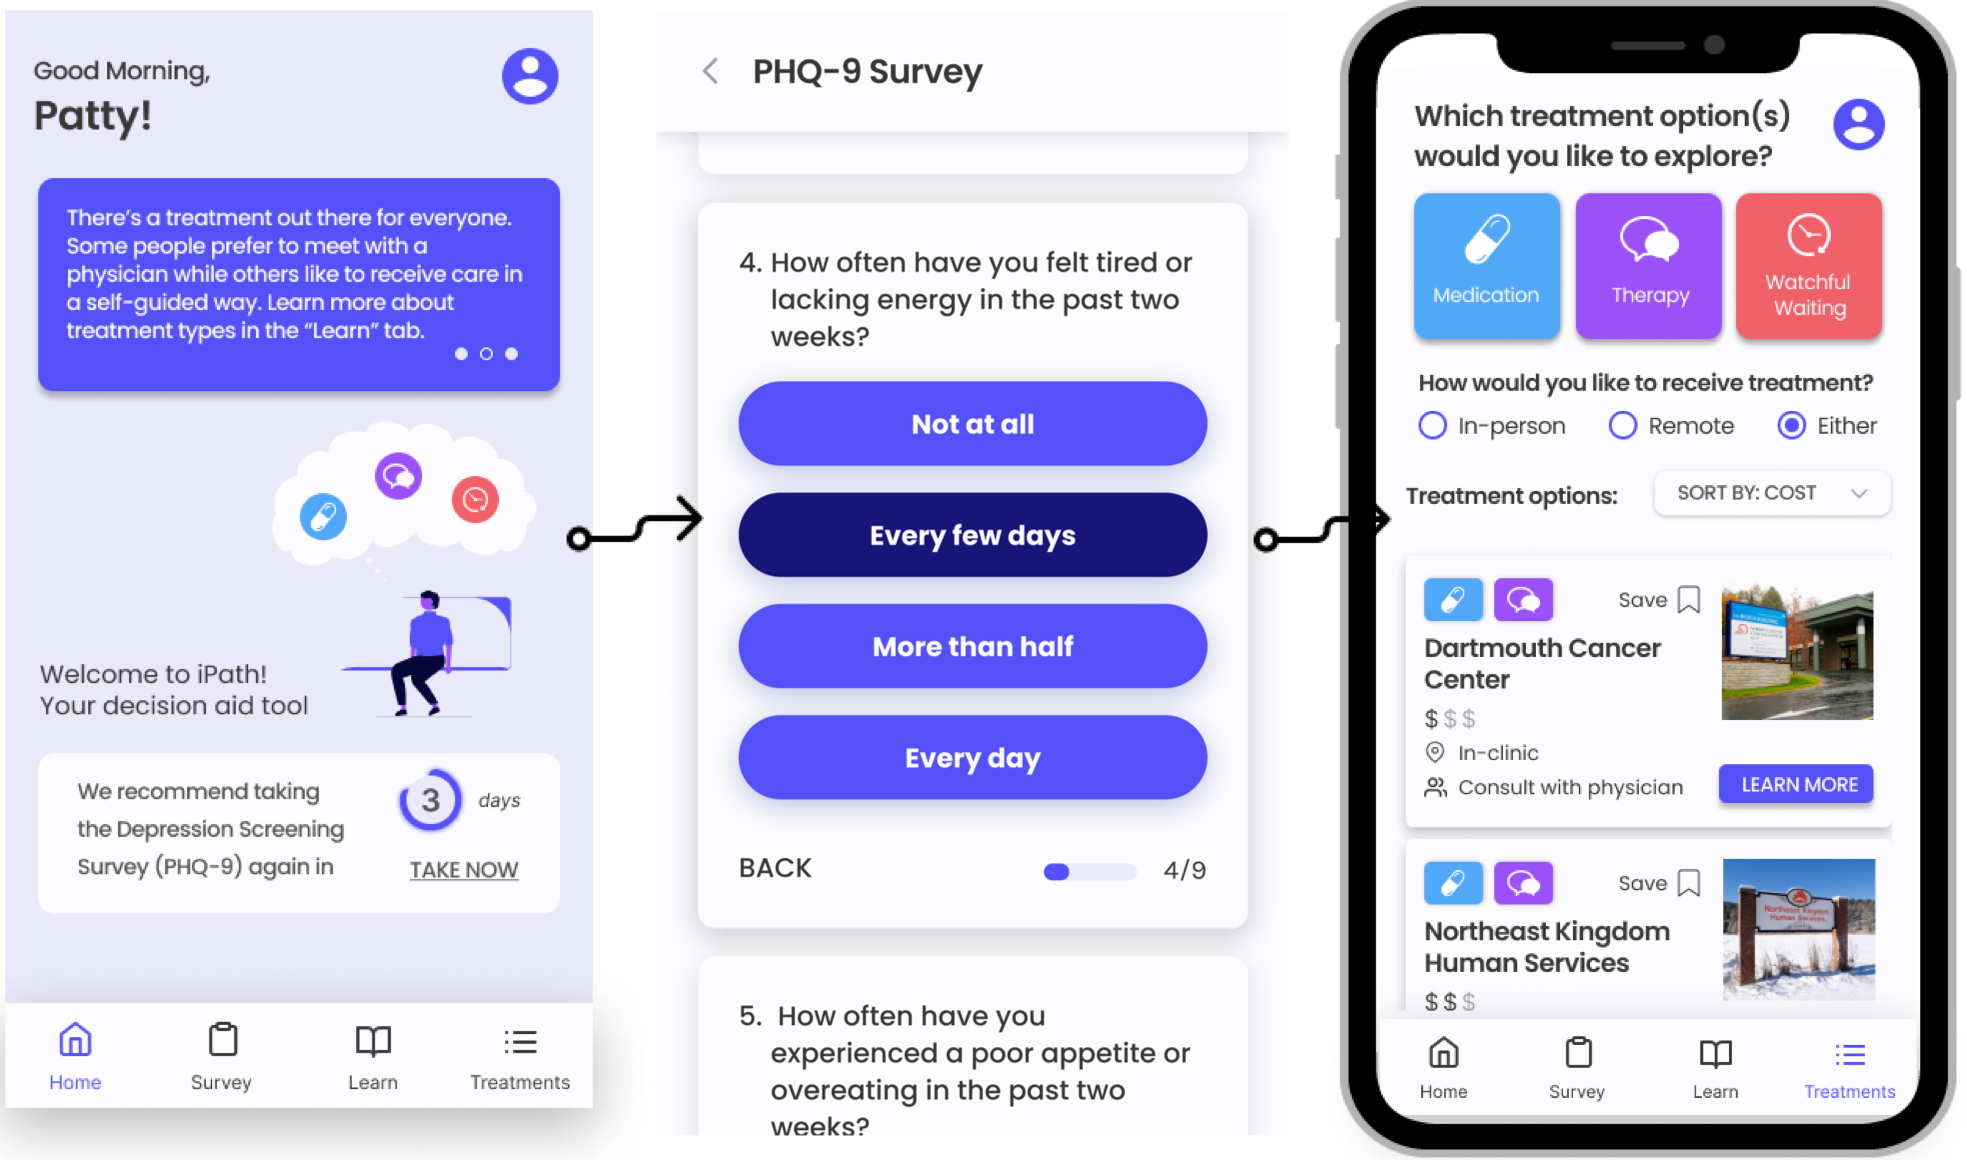 Good Morning,
Patty!
There's a treatment out there for everyone.
Some people prefer to meet with a
physician while others like to receive care in
a self-guided way. Learn more about
treatment types in the “Learn” tab.
Welcome to iPath!
Your decision aid tool
We recommend taking
the Depression Screening
Survey (PHQ-9) again in
3 days
TAKE NOW
Home Survey Learn Treatments
PHQ-9 Survey
4. How often have you felt tired or
lacking energy in the past two
weeks?
Not at all
Every few days
More than half
Every day
BACK 4/9
5. How often have you
experienced a poor appetite or
overeating in the past two
weeks?
Which treatment option(s)
would you like to explore?
Medication
Therapy
Watchful
Waiting
How would you like to receive treatment?
In-person Remote Either
Treatment options: SORT BY: COST
Save
Dartmouth Cancer
Center
$ $ $
In-clinic
Consult with physician
LEARN MORE
Save
Northeast Kingdom
Human Services
$ $ $
Northeast Kingdom
Human Services
Home Survey Learn Treatments